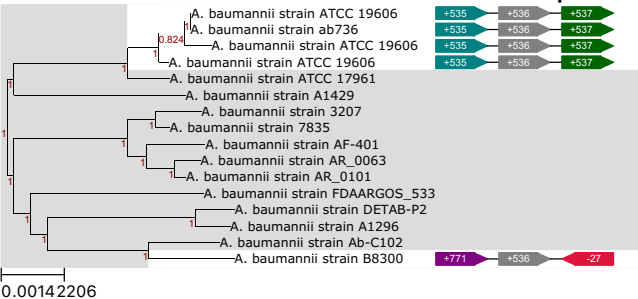 A. baumannii strain ATCC 19606 +535 +536 +537
A. baumannii strain ab736 +535 +536 +537
0.824 A. baumannii strain ATCC 19606 +535 +536 +537
1 A. baumannii strain ATCC 19606 +535 +536 +537
1 A. baumannii strain ATCC 17961
1 A. baumannii strain A1429
A. baumannii strain 3207
1 1 A. baumannii strain 7835
1 A. baumannii strain AF-401
1 A. baumannii strain AR_0063
1 1 A. baumannii strain AR_0101
A. baumannii strain FDAARGOS_533
1 A. baumannii strain DETAB-P2
1 A. baumannii strain A1296
1 A. baumannii strain Ab-C102
1 A. baumannii strain B8300 +771 +536 -27
0.00142206